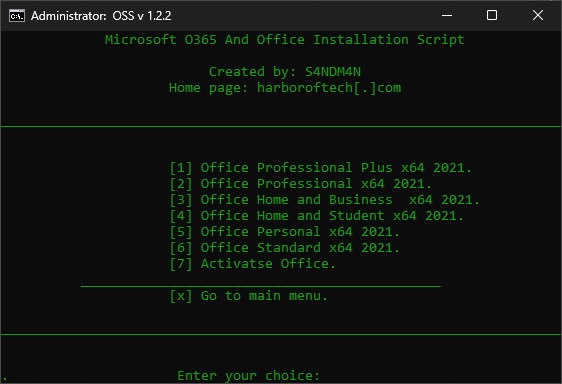 Administrator:  OSS v 1.2.2
Microsoft O365 And Office Installation Script
Created by: S4NDM4N
Home page: harboroftech[.]com
[1] Office Professional Plus x64 2021.
[2] Office Professional x64 2021.
[3] Office Home and Business  x64 2021.
[4] Office Home and Student x64 2021.
[5] Office Personal x64 2021.
[6] Office Standard x64 2021.
[7] Activatse Office.
[x] Go to main menu.
. Enter your choice: